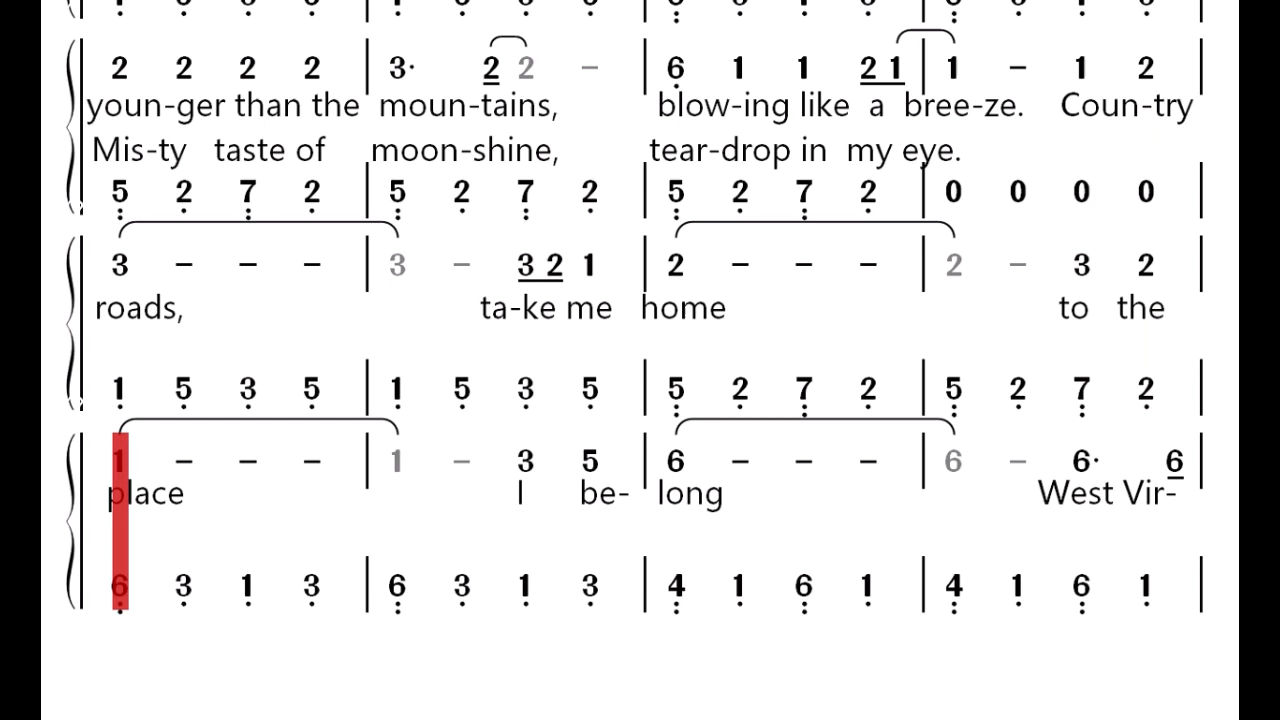 2 2 2 2 | 3· 2 2 – | 6 1 1 2 1 | 1 – 1 2 |
youn-ger than the moun-tains, blow-ing like a bree-ze. Coun-try
Mis-ty taste of moon-shine, tear-drop in my eye.
5 2 7 2 | 5 2 7 2 | 5 2 7 2 | 0 0 0 0 |
3 – – – | 3 – 3 2 1 | 2 – – – | 2 – 3 2
roads, ta-ke me home to the
1 5 3 5 | 1 5 3 5 | 5 2 7 2 | 5 2 7 2
1 – – – | 1 – 3 5 | 6 – – – | 6 – 6· 6 |
place I be- long West Vir-
6 3 1 3 | 6 3 1 3 | 4 1 6 1 | 4 1 6 1 |